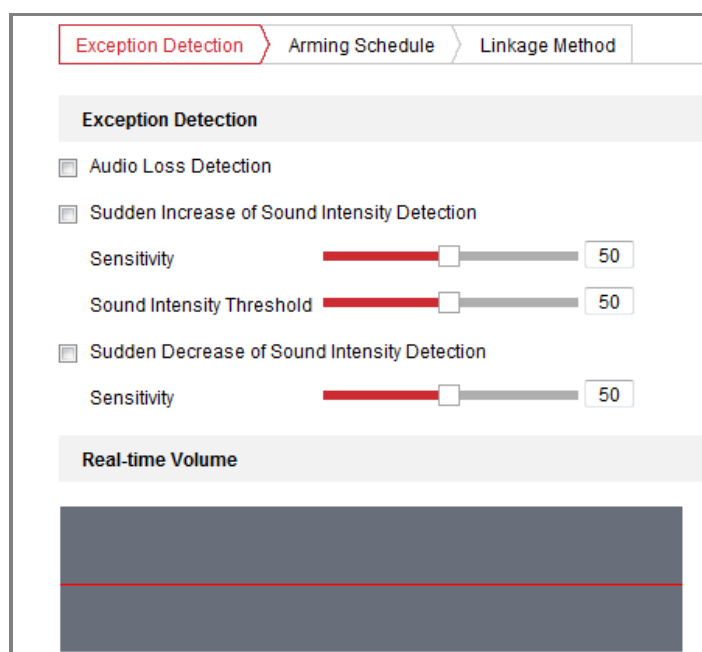 Exception Detection Arming Schedule Linkage Method
Exception Detection
Audio Loss Detection
Sudden Increase of Sound Intensity Detection
Sensitivity 50
Sound Intensity Threshold 50
Sudden Decrease of Sound Intensity Detection
Sensitivity 50
Real-time Volume